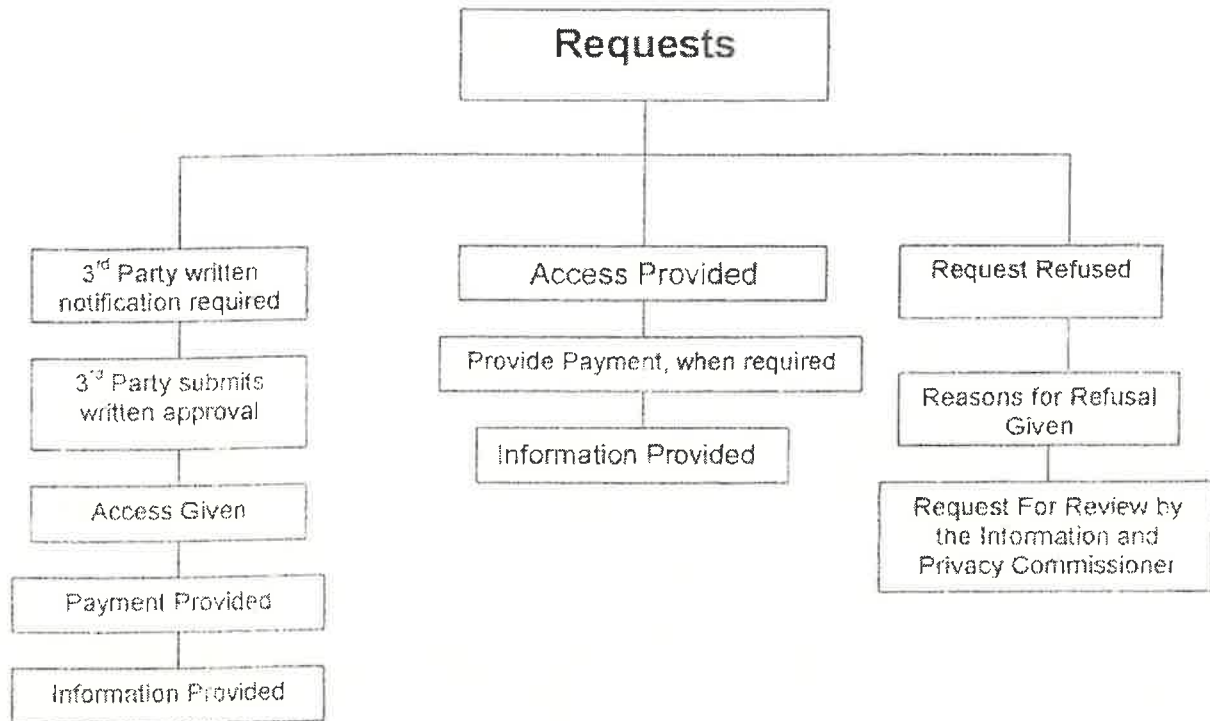 Requests
3rd Party written
notification required
3rd Party submits
written approval
Access Given
Payment Provided
Information Provided
Access Provided
Provide Payment, when required
Information Provided
Request Refused
Reasons for Refusal
Given
Request For Review by
the Information and
Privacy Commissioner